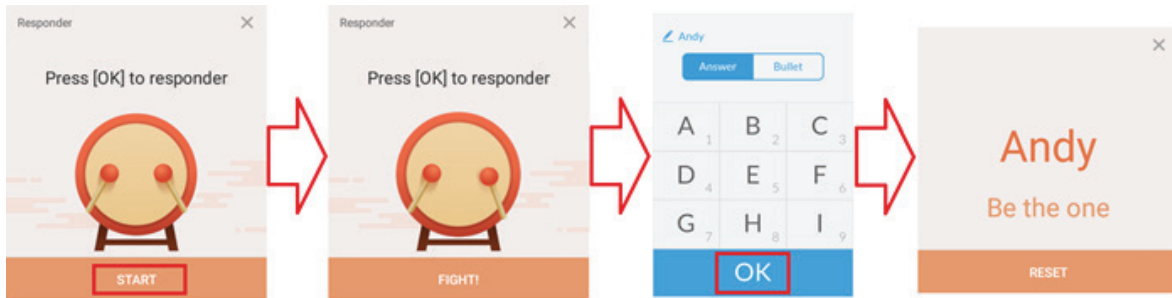 Responder ×
Press [OK] to responder
START
Responder ×
Press [OK] to responder
FIGHT!
Andy
Answer Bullet
A 1 B 2 C 3
D 4 E 5 F 6
G 7 H 8 I 9
OK
×
Andy
Be the one
RESET